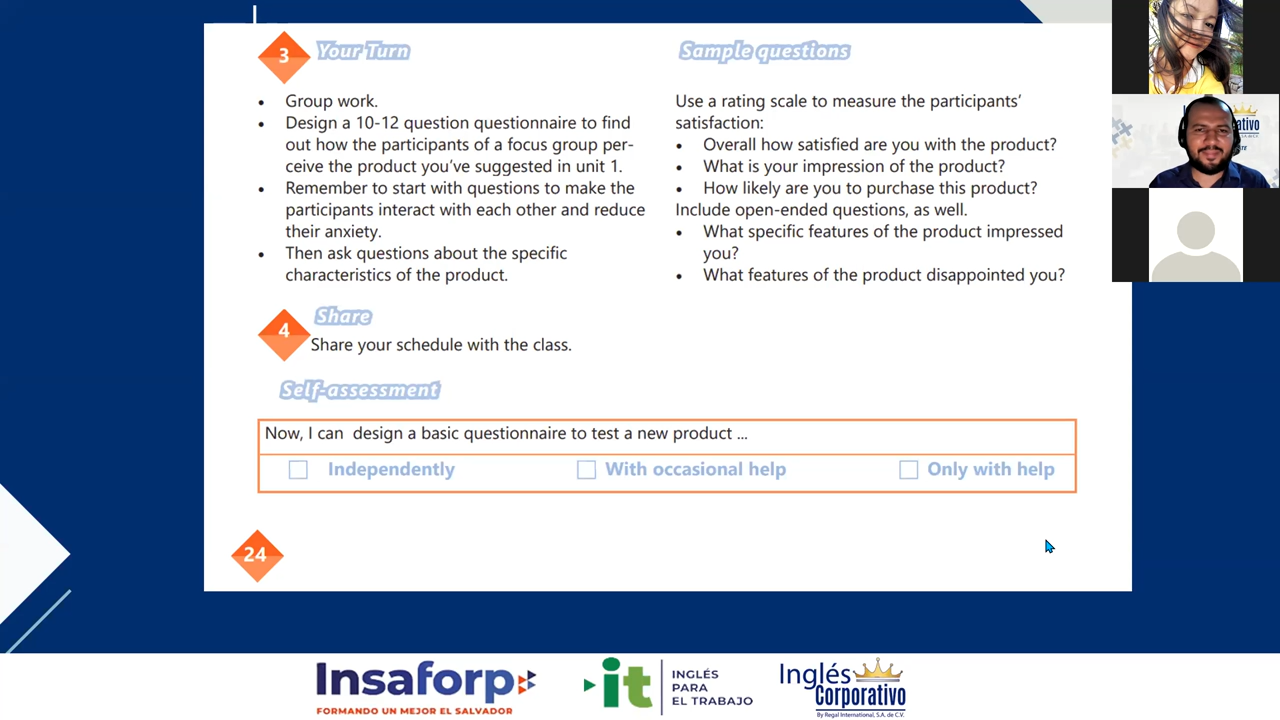 3
Your Turn
• Group work.
• Design a 10-12 question questionnaire to find
out how the participants of a focus group per-
ceive the product you’ve suggested in unit 1.
• Remember to start with questions to make the
participants interact with each other and reduce
their anxiety.
• Then ask questions about the specific
characteristics of the product.
Sample questions
Use a rating scale to measure the participants’
satisfaction:
• Overall how satisfied are you with the product?
• What is your impression of the product?
• How likely are you to purchase this product?
Include open-ended questions, as well.
• What specific features of the product impressed
you?
• What features of the product disappointed you?
4
Share
Share your schedule with the class.
Self-assessment
Now, I can design a basic questionnaire to test a new product ...
Independently
With occasional help
Only with help
24
Insaforp
FORMANDO UN MEJOR EL SALVADOR
it
INGLÉS
PARA
EL TRABAJO
Inglés
Corporativo
By Regal International, S.A. de C.V.